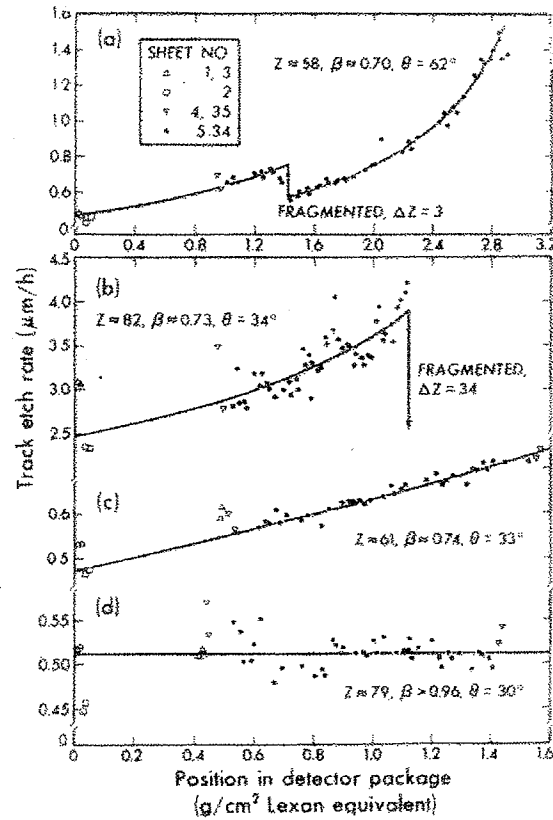 (a)
SHEET NO
1, 3
2
4, 35
5-34
Z ≈ 58, β ≈ 0.70, θ = 62°
FRAGMENTED, ΔZ = 3
1.6
1.4
1.2
1.0
0.8
0.6
0
0 0.4 0.8 1.2 1.6 2.0 2.4 2.8 3.2
Track etch rate (μm/h)
(b)
Z ≈ 82, β ≈ 0.73, θ = 34°
FRAGMENTED,
ΔZ = 34
4.5
4.0
3.5
3.0
2.5
(c)
Z ≈ 61, β ≈ 0.74, θ = 33°
0.6
0.5
(d)
Z ≈ 79, β > 0.96, θ = 30°
0.55
0.50
0.45
0
0 0.2 0.4 0.6 0.8 1.0 1.2 1.4 1.6
Position in detector package
(g/cm² Lexan equivalent)